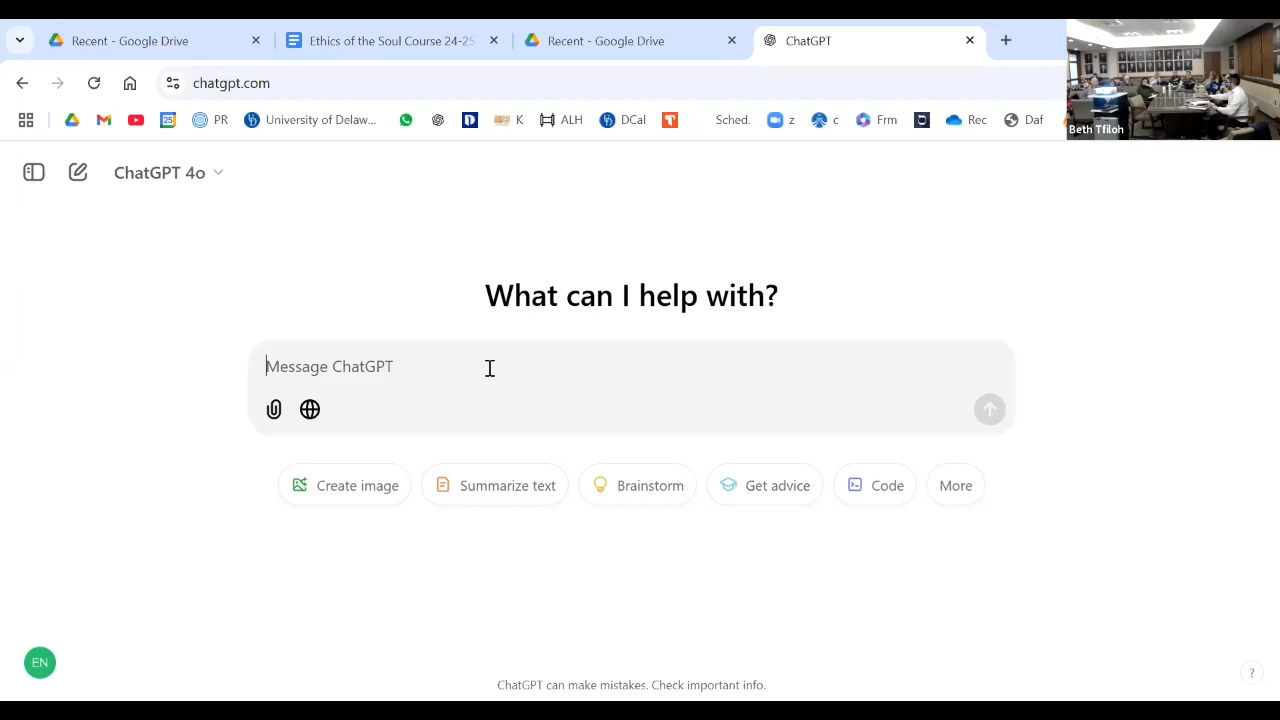 Recent - Google Drive
Ethics of the Fathers Course 24-
Recent - Google Drive
ChatGPT
chatgpt.com
25
PR
University of Delaw...
K
ALH
DCal
T
Sched.
z
c
Frm
Rec
Daf
Beth Tfiloh
ChatGPT 4o
What can I help with?
Message ChatGPT
Create image
Summarize text
Brainstorm
Get advice
Code
More
EN
ChatGPT can make mistakes. Check important info.
?